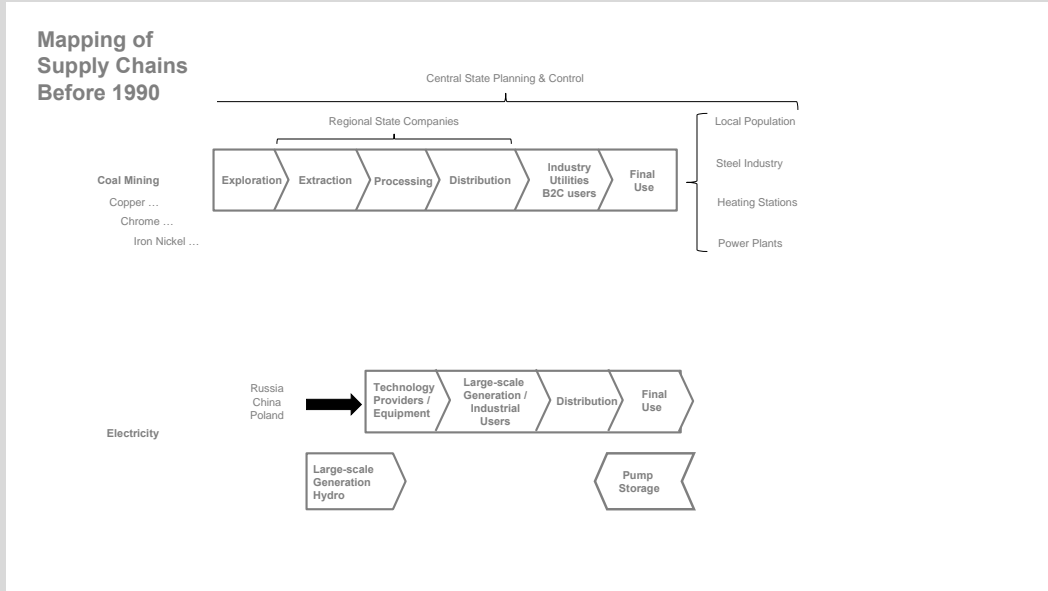 Mapping of
Supply Chains
Before 1990
Central State Planning & Control
Regional State Companies
Coal Mining
Copper ...
Chrome ...
Iron Nickel ...
Exploration
Extraction
Processing
Distribution
Industry
Utilities
B2C users
Final
Use
Local Population
Steel Industry
Heating Stations
Power Plants
Electricity
Russia
China
Poland
Technology
Providers /
Equipment
Large-scale
Generation /
Industrial
Users
Distribution
Final
Use
Large-scale
Generation
Hydro
Pump
Storage